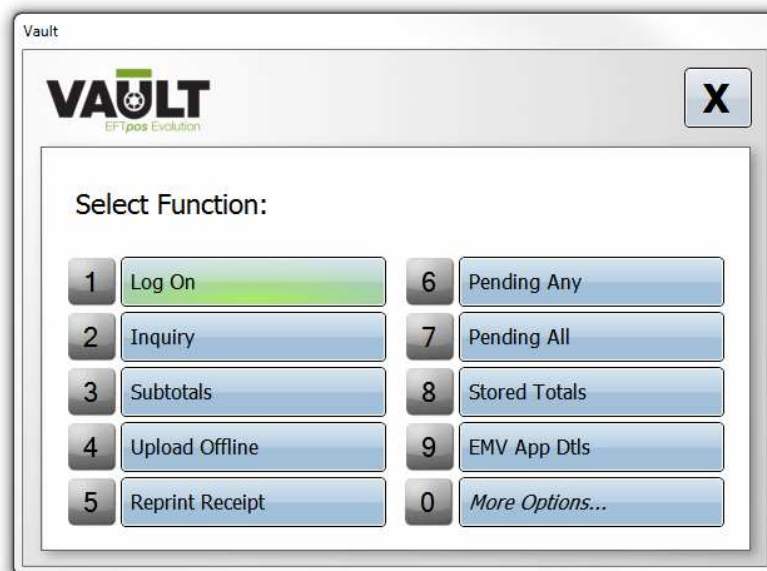 Vault
VAULT
EFTpos Evolution
X
Select Function:
1 Log On
2 Inquiry
3 Subtotals
4 Upload Offline
5 Reprint Receipt
6 Pending Any
7 Pending All
8 Stored Totals
9 EMV App Dtls
0 More Options...